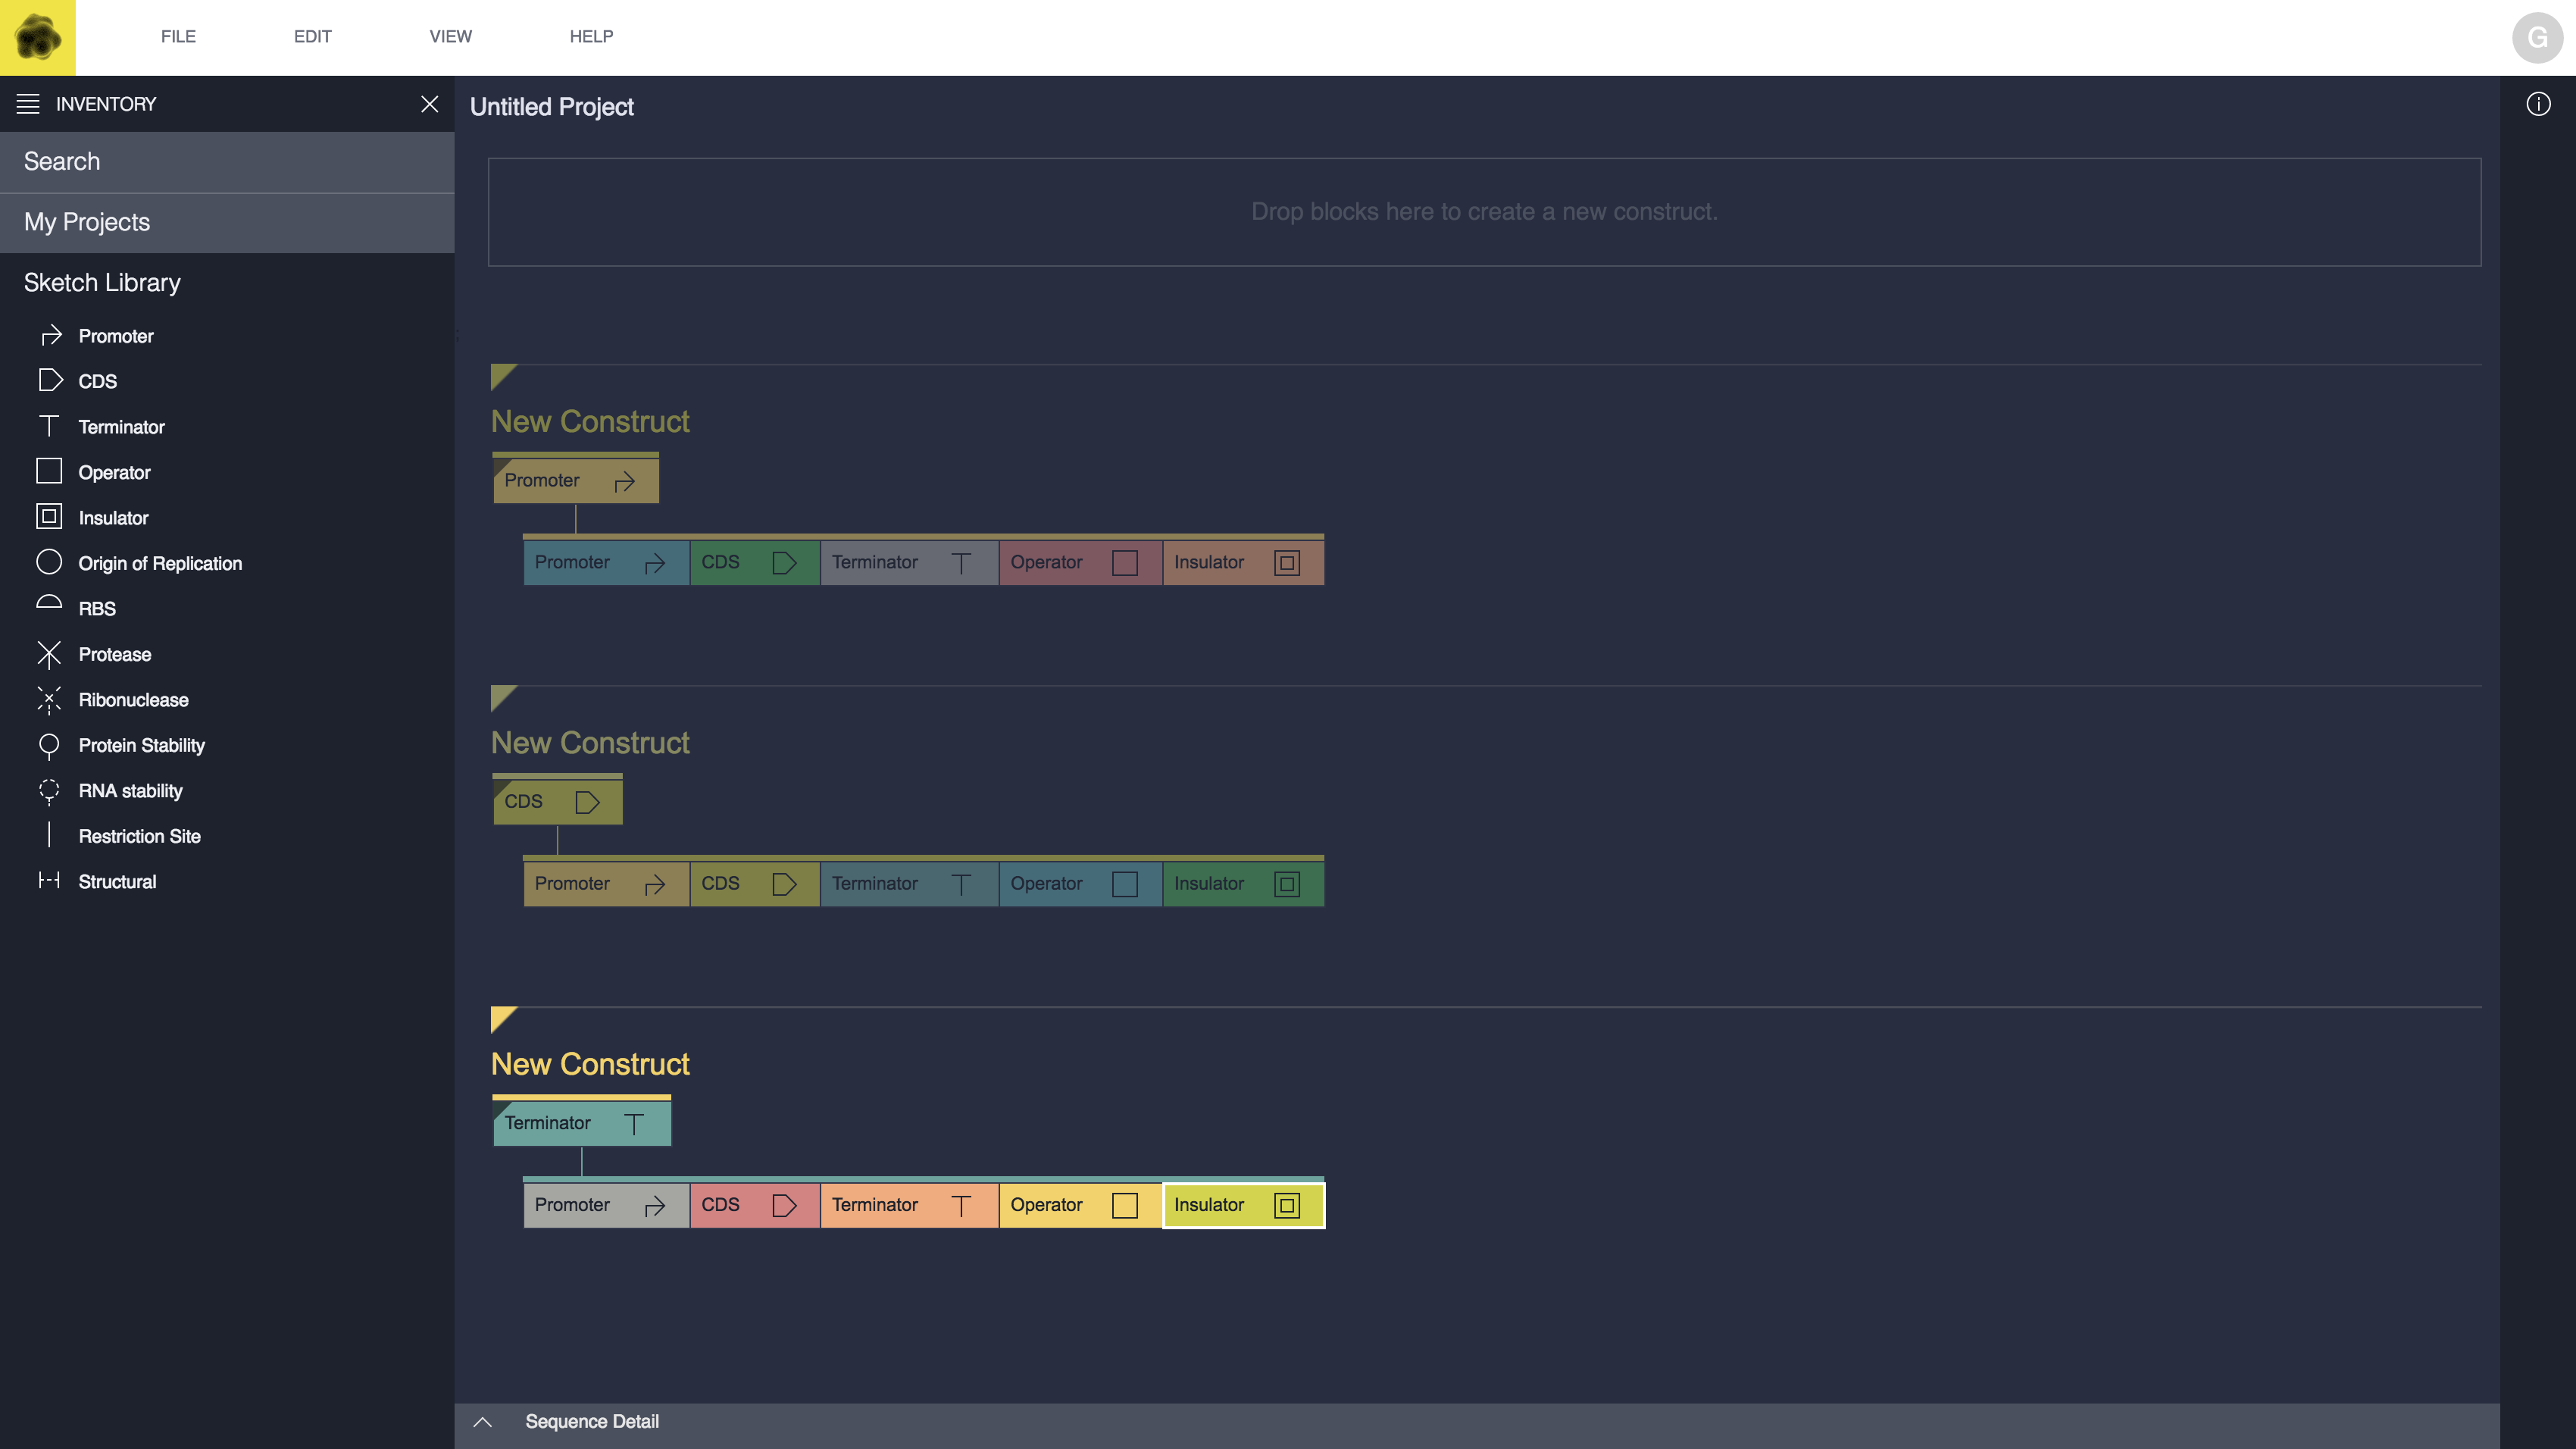 FILE EDIT VIEW HELP
G
INVENTORY
Untitled Project
Search
My Projects
Sketch Library
Promoter
CDS
Terminator
Operator
Insulator
Origin of Replication
RBS
Protease
Ribonuclease
Protein Stability
RNA stability
Restriction Site
Structural
Drop blocks here to create a new construct.
New Construct
Promoter
Promoter CDS Terminator Operator Insulator
New Construct
CDS
Promoter CDS Terminator Operator Insulator
New Construct
Terminator
Promoter CDS Terminator Operator Insulator
Sequence Detail